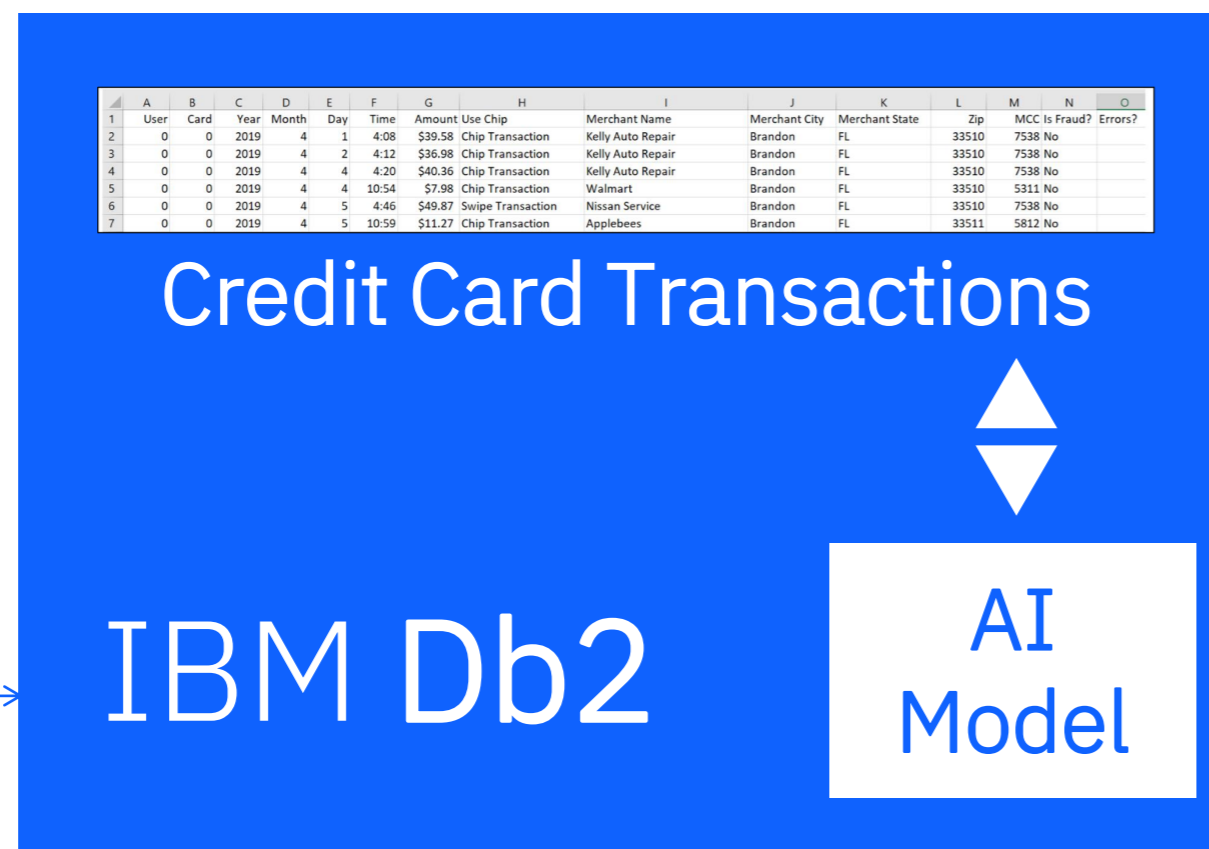 A B C D E F G H I J K L M N O
1 User Card Year Month Day Time Amount Use Chip Merchant Name Merchant City Merchant State Zip MCC Is Fraud? Errors?
2 0 0 2019 4 1 4:08 $39.58 Chip Transaction Kelly Auto Repair Brandon FL 33510 7538 No
3 0 0 2019 4 2 4:12 $36.98 Chip Transaction Kelly Auto Repair Brandon FL 33510 7538 No
4 0 0 2019 4 4 4:20 $40.36 Chip Transaction Kelly Auto Repair Brandon FL 33510 7538 No
5 0 0 2019 4 4 10:54 $7.98 Chip Transaction Walmart Brandon FL 33510 5311 No
6 0 0 2019 4 5 4:46 $49.87 Swipe Transaction Nissan Service Brandon FL 33510 7538 No
7 0 0 2019 4 5 10:59 $11.27 Chip Transaction Applebees Brandon FL 33511 5812 No
Credit Card Transactions
IBM Db2
AI
Model